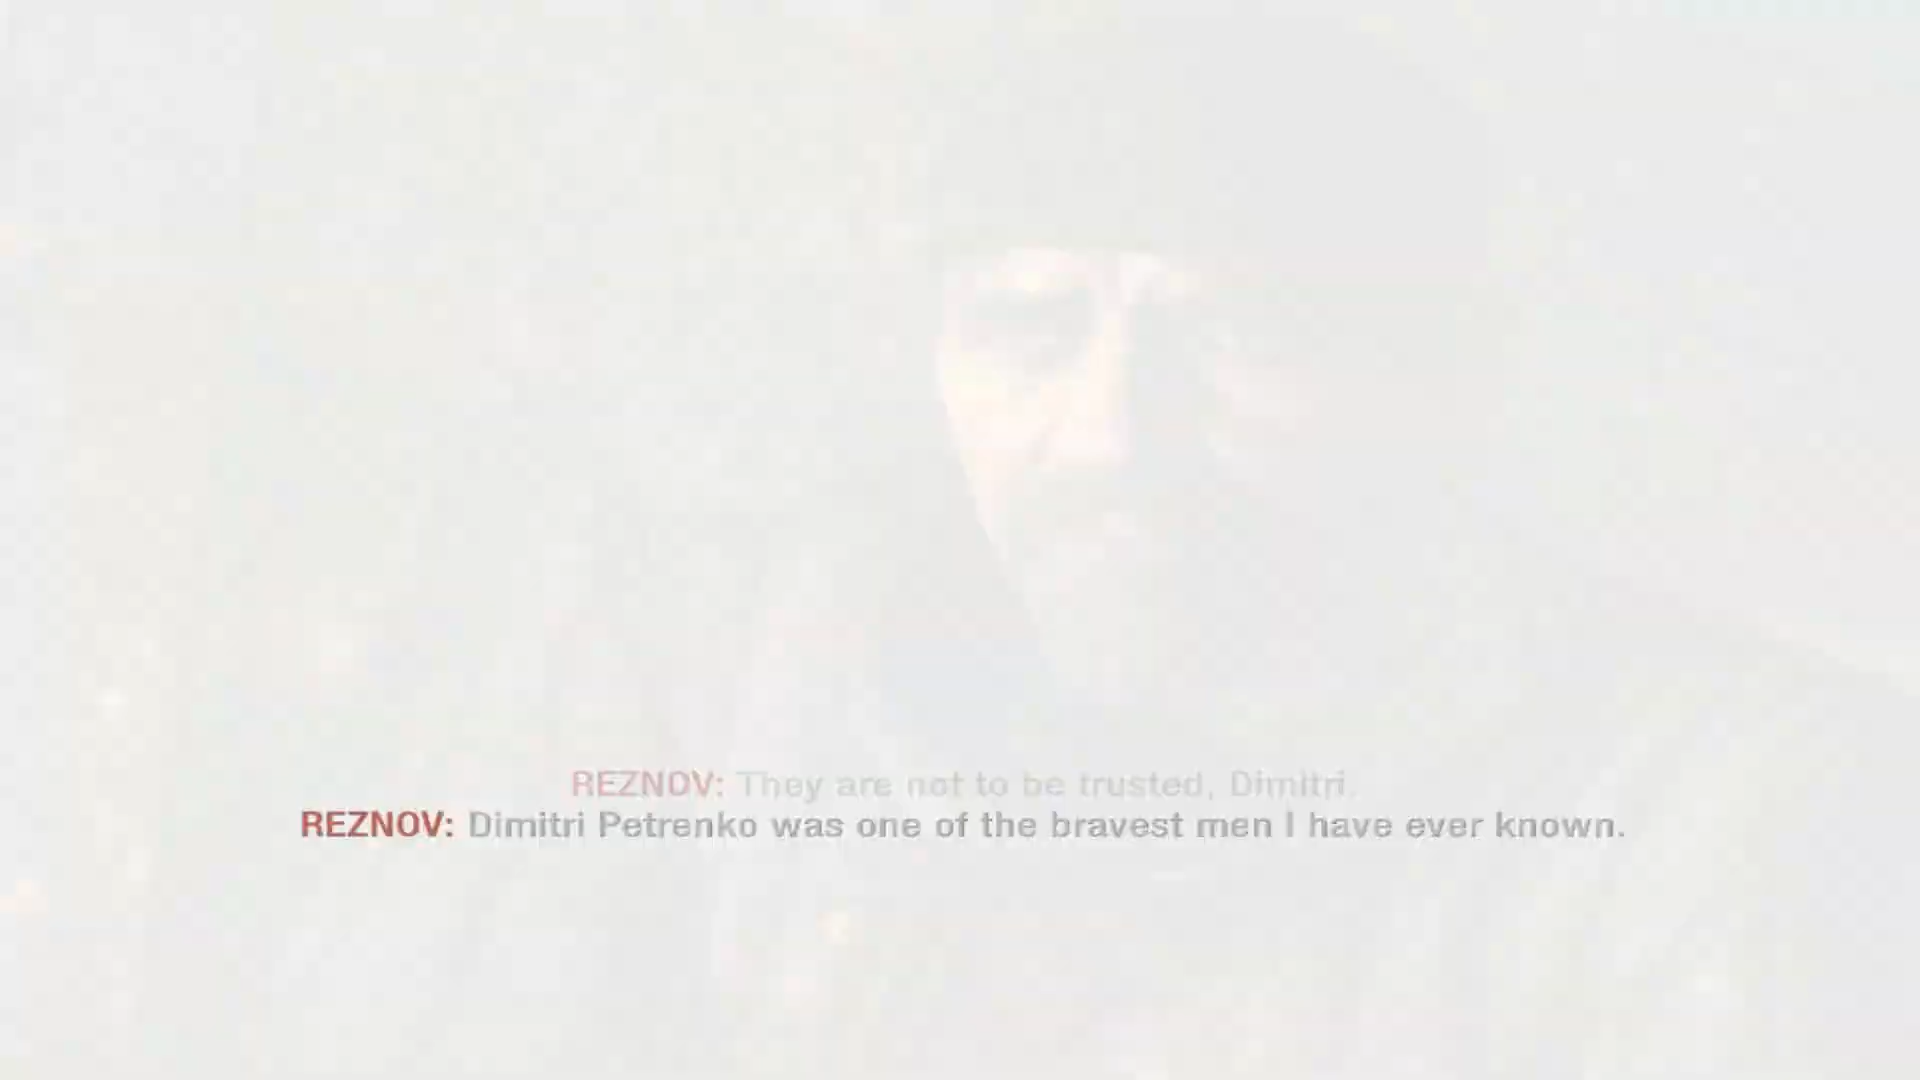 REZNOV: They are not to be trusted, Dimitri.
REZNOV: Dimitri Petrenko was one of the bravest men I have ever known.